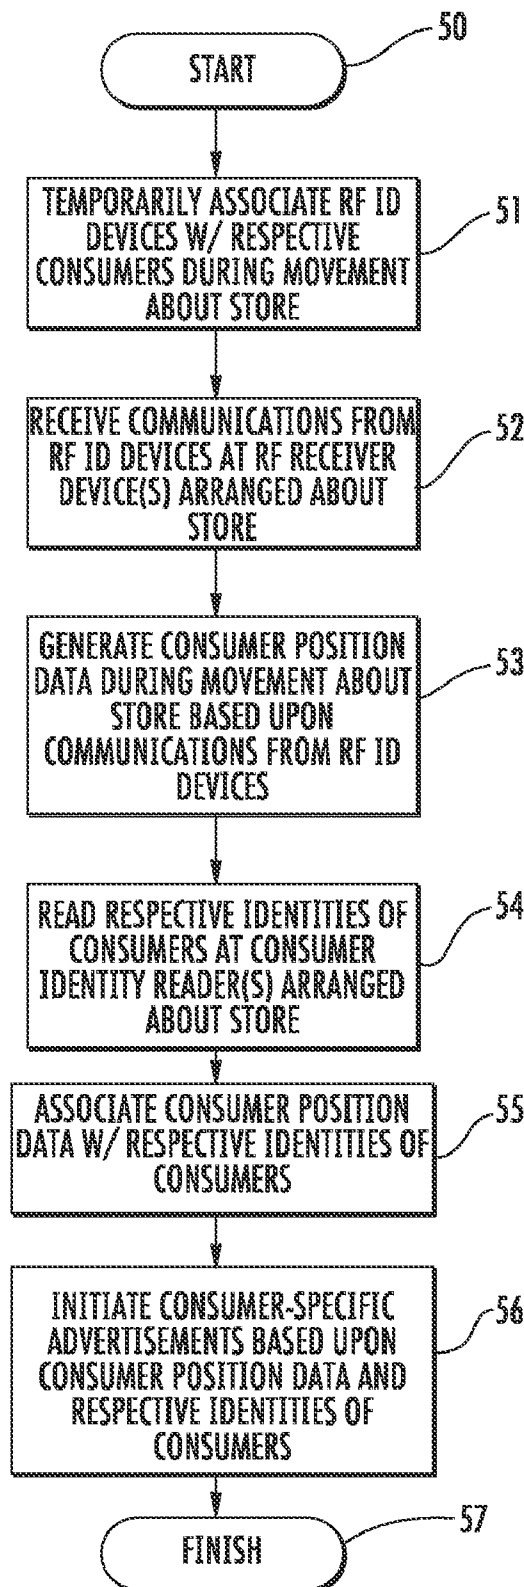 50
START
TEMPORARILY ASSOCIATE RF ID
DEVICES W/ RESPECTIVE
CONSUMERS DURING MOVEMENT
ABOUT STORE
51
RECEIVE COMMUNICATIONS FROM
RF ID DEVICES AT RF RECEIVER
DEVICE(S) ARRANGED ABOUT
STORE
52
GENERATE CONSUMER POSITION
DATA DURING MOVEMENT ABOUT
STORE BASED UPON
COMMUNICATIONS FROM RF ID
DEVICES
53
READ RESPECTIVE IDENTITIES OF
CONSUMERS AT CONSUMER
IDENTITY READER(S) ARRANGED
ABOUT STORE
54
ASSOCIATE CONSUMER POSITION
DATA W/ RESPECTIVE IDENTITIES OF
CONSUMERS
55
INITIATE CONSUMER-SPECIFIC
ADVERTISEMENTS BASED UPON
CONSUMER POSITION DATA AND
RESPECTIVE IDENTITIES OF
CONSUMERS
56
FINISH
57